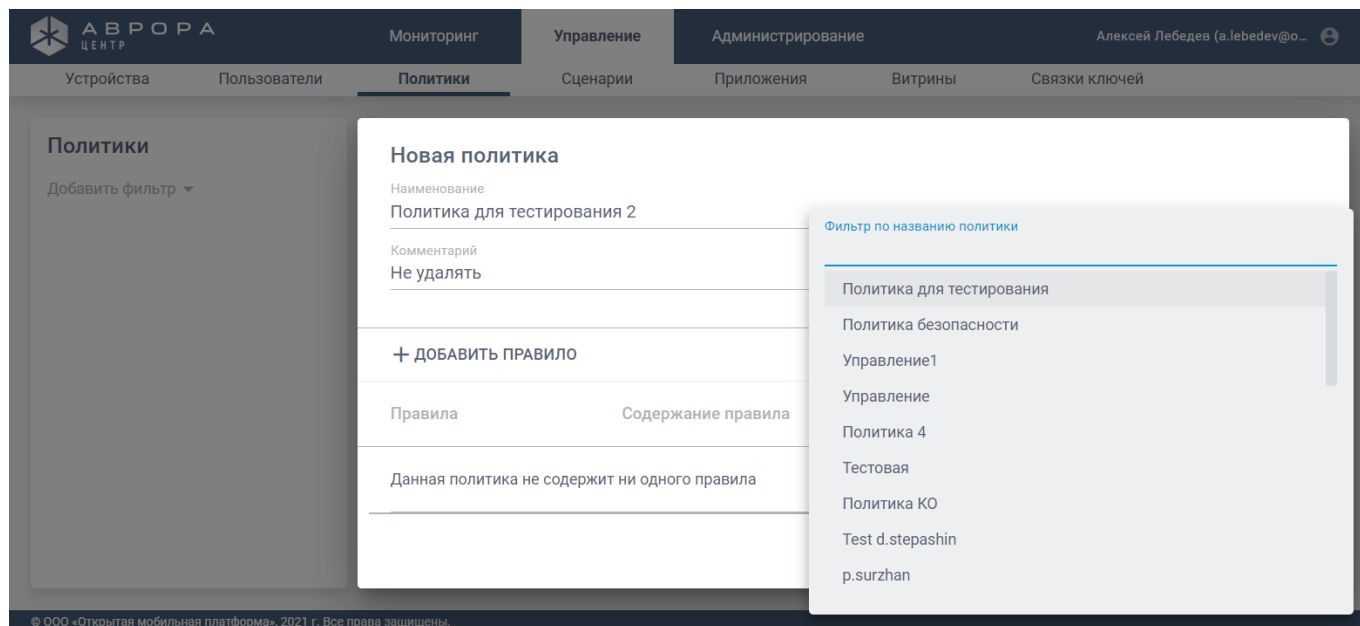 АВРОРА
ЦЕНТР
Мониторинг Управление Администрирование Алексей Лебедев (a.lebedev@o...
Устройства Пользователи Политики Сценарии Приложения Витрины Связки ключей
Политики
Добавить фильтр
Новая политика
Наименование
Политика для тестирования 2
Комментарий
Не удалять
+ ДОБАВИТЬ ПРАВИЛО
Правила Содержание правила
Данная политика не содержит ни одного правила
Фильтр по названию политики
Политика для тестирования
Политика безопасности
Управление1
Управление
Политика 4
Тестовая
Политика КО
Test d.stepashin
p.surzhan
© ООО «Открытая мобильная платформа», 2021 г. Все права защищены.